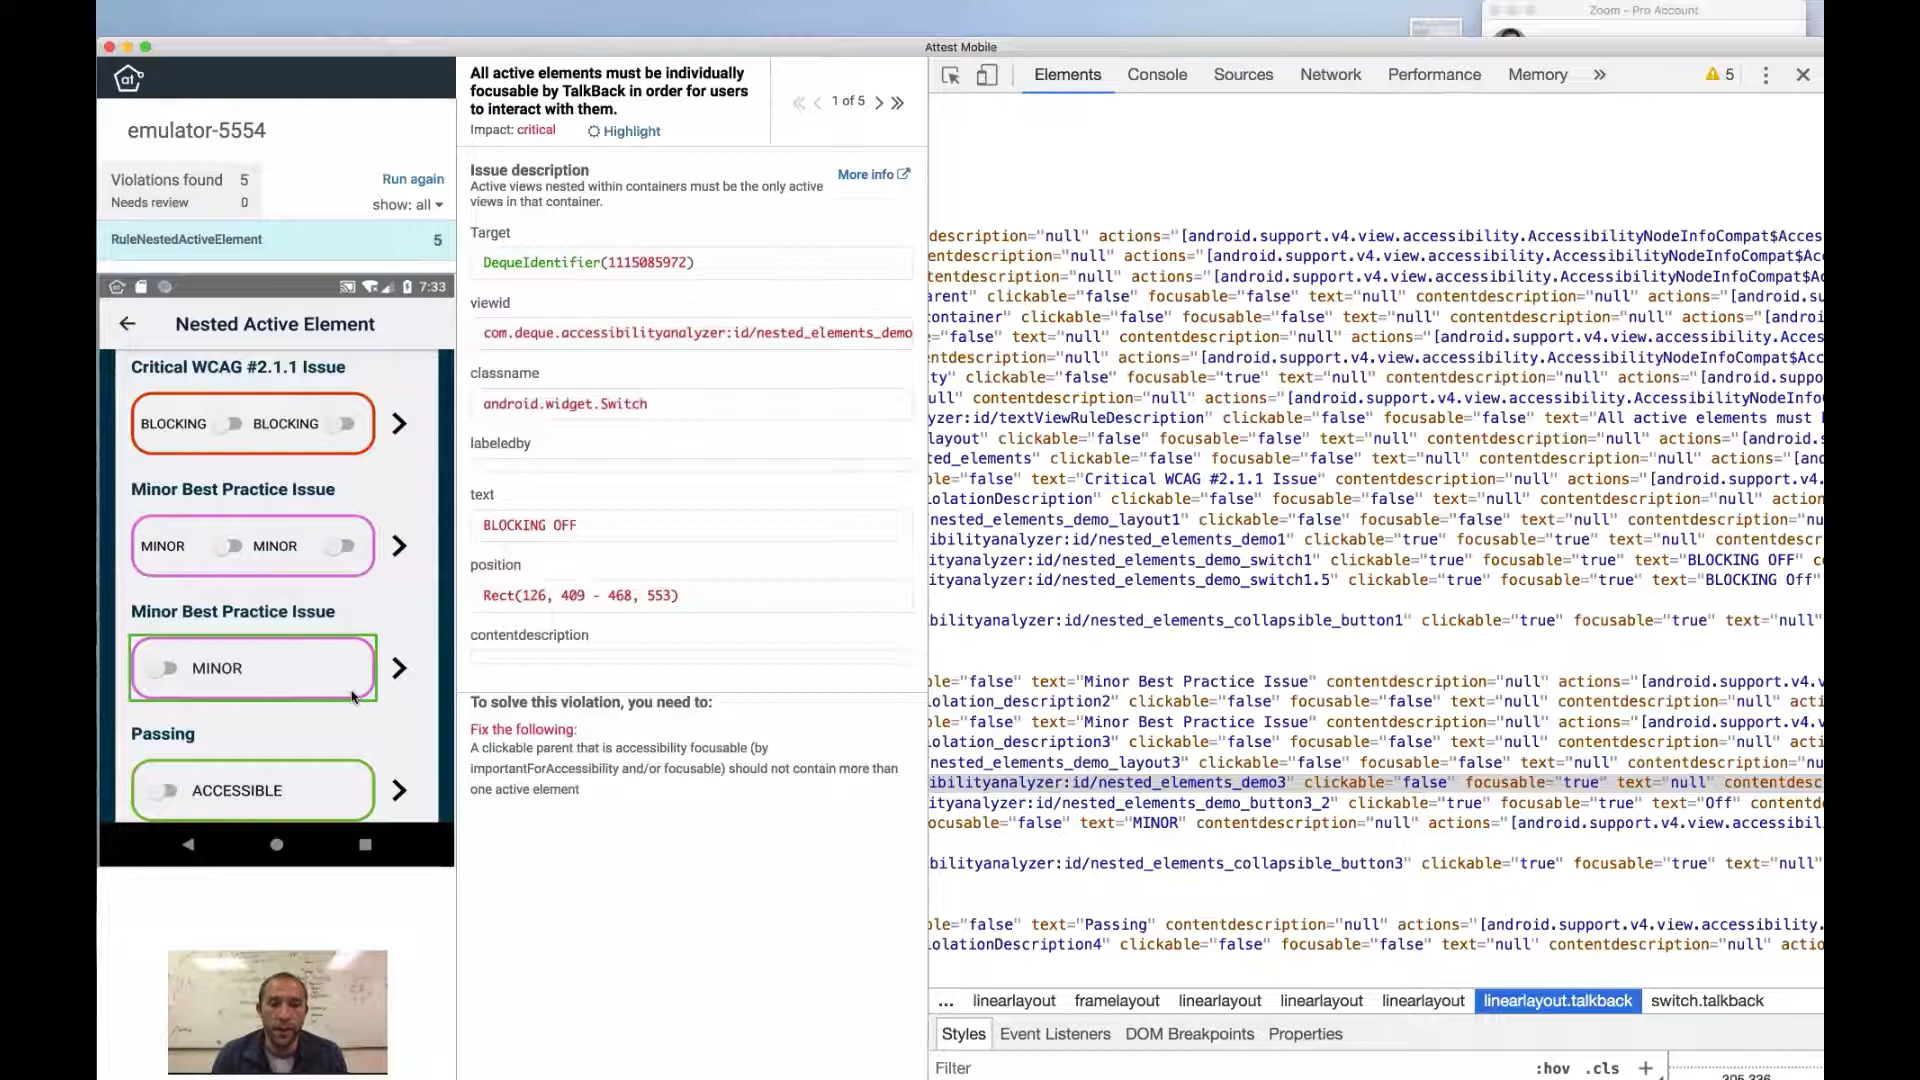 Zoom – Pro Account
Attest Mobile
at
emulator-5554
Violations found 5
Run again
Needs review 0
show: all
RuleNestedActiveElement 5
7:33
Nested Active Element
Critical WCAG #2.1.1 Issue
BLOCKING BLOCKING
Minor Best Practice Issue
MINOR MINOR
Minor Best Practice Issue
MINOR
Passing
ACCESSIBLE
All active elements must be individually
focusable by TalkBack in order for users
to interact with them.
Impact: critical
Highlight
1 of 5
Issue description
More info
Active views nested within containers must be the only active
views in that container.
Target
DequeIdentifier(1115085972)
viewid
com.deque.accessibilityanalyzer:id/nested_elements_demo
classname
android.widget.Switch
labeledby
text
BLOCKING OFF
position
Rect(126, 409 - 468, 553)
contentdescription
To solve this violation, you need to:
Fix the following:
A clickable parent that is accessibility focusable (by
importantForAccessibility and/or focusable) should not contain more than
one active element
Elements Console Sources Network Performance Memory » 5
description="null" actions="[android.support.v4.view.accessibility.AccessibilityNodeInfoCompat$Acces
contentdescription="null" actions="[android.support.v4.view.accessibility.AccessibilityNodeInfoCompat$Ac
description="null" actions="[android.support.v4.view.accessibility.AccessibilityNodeInfoCompat$Acce
arent" clickable="false" focusable="false" text="null" contentdescription="null" actions="[android.su
container" clickable="false" focusable="false" text="null" contentdescription="null" actions="[androi
="false" text="null" contentdescription="null" actions="[android.support.v4.view.accessibility.
ntdescription="null" actions="[android.support.v4.view.accessibility.AccessibilityNodeInfoCompat$Acc
ty" clickable="false" focusable="true" text="null" contentdescription="null" actions="[android.suppo
ull" contentdescription="null" actions="[android.support.v4.view.accessibility.AccessibilityNodeInfo
yzer:id/textViewRuleDescription" clickable="false" focusable="false" text="All active elements must
layout" clickable="false" focusable="false" text="null" contentdescription="null" actions="[android.s
ted_elements" clickable="false" focusable="false" text="null" contentdescription="null" actions="[and
le="false" text="Critical WCAG #2.1.1 Issue" contentdescription="null" actions="[android.support.v4.
iolationDescription" clickable="false" focusable="false" text="null" contentdescription="null" action
nested_elements_demo_layout1" clickable="false" focusable="false" text="null" contentdescription="nul
ibilityanalyzer:id/nested_elements_demo1" clickable="true" focusable="true" text="null" contentdescri
ityanalyzer:id/nested_elements_demo_switch1" clickable="true" focusable="true" text="BLOCKING OFF" c
ityanalyzer:id/nested_elements_demo_switch1.5" clickable="true" focusable="true" text="BLOCKING Off"
bilityanalyzer:id/nested_elements_collapsible_button1" clickable="true" focusable="true" text="null"
le="false" text="Minor Best Practice Issue" contentdescription="null" actions="[android.support.v4.v
iolation_description2" clickable="false" focusable="false" text="null" contentdescription="null" acti
le="false" text="Minor Best Practice Issue" contentdescription="null" actions="[android.support.v4.v
iolation_description3" clickable="false" focusable="false" text="null" contentdescription="null" acti
nested_elements_demo_layout3" clickable="false" focusable="false" text="null" contentdescription="nul
ibilityanalyzer:id/nested_elements_demo3" clickable="false" focusable="true" text="null" contentdesc
ityanalyzer:id/nested_elements_demo_button3_2" clickable="true" focusable="true" text="Off" contentd
ocusable="false" text="MINOR" contentdescription="null" actions="[android.support.v4.view.accessibil
bilityanalyzer:id/nested_elements_collapsible_button3" clickable="true" focusable="true" text="null"
ble="false" text="Passing" contentdescription="null" actions="[android.support.v4.view.accessibility.
iolationDescription4" clickable="false" focusable="false" text="null" contentdescription="null" actio
... linearlayout framelayout linearlayout linearlayout linearlayout linearlayout.talkback switch.talkback
Styles Event Listeners DOM Breakpoints Properties
Filter :hov .cls +